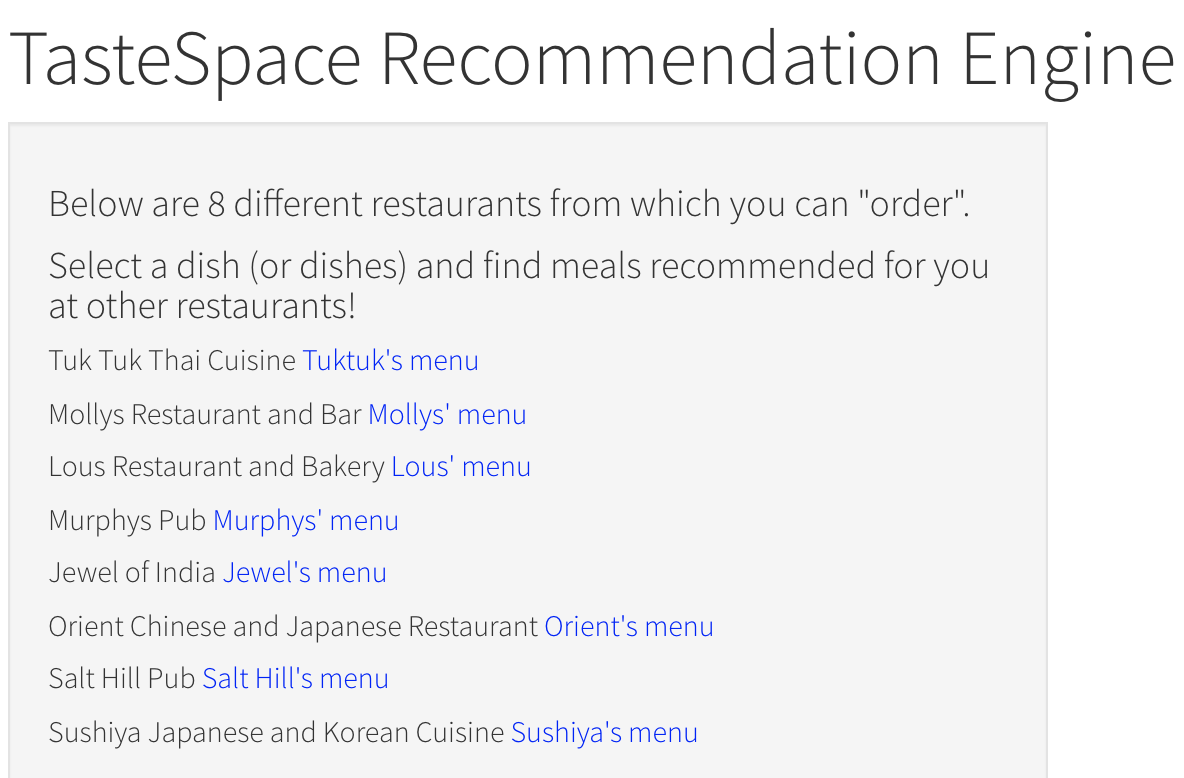 TasteSpace Recommendation Engine
Below are 8 different restaurants from which you can "order".
Select a dish (or dishes) and find meals recommended for you
at other restaurants!
Tuk Tuk Thai Cuisine Tuktuk's menu
Mollys Restaurant and Bar Mollys' menu
Lous Restaurant and Bakery Lous' menu
Murphys Pub Murphys' menu
Jewel of India Jewel's menu
Orient Chinese and Japanese Restaurant Orient's menu
Salt Hill Pub Salt Hill's menu
Sushiya Japanese and Korean Cuisine Sushiya's menu